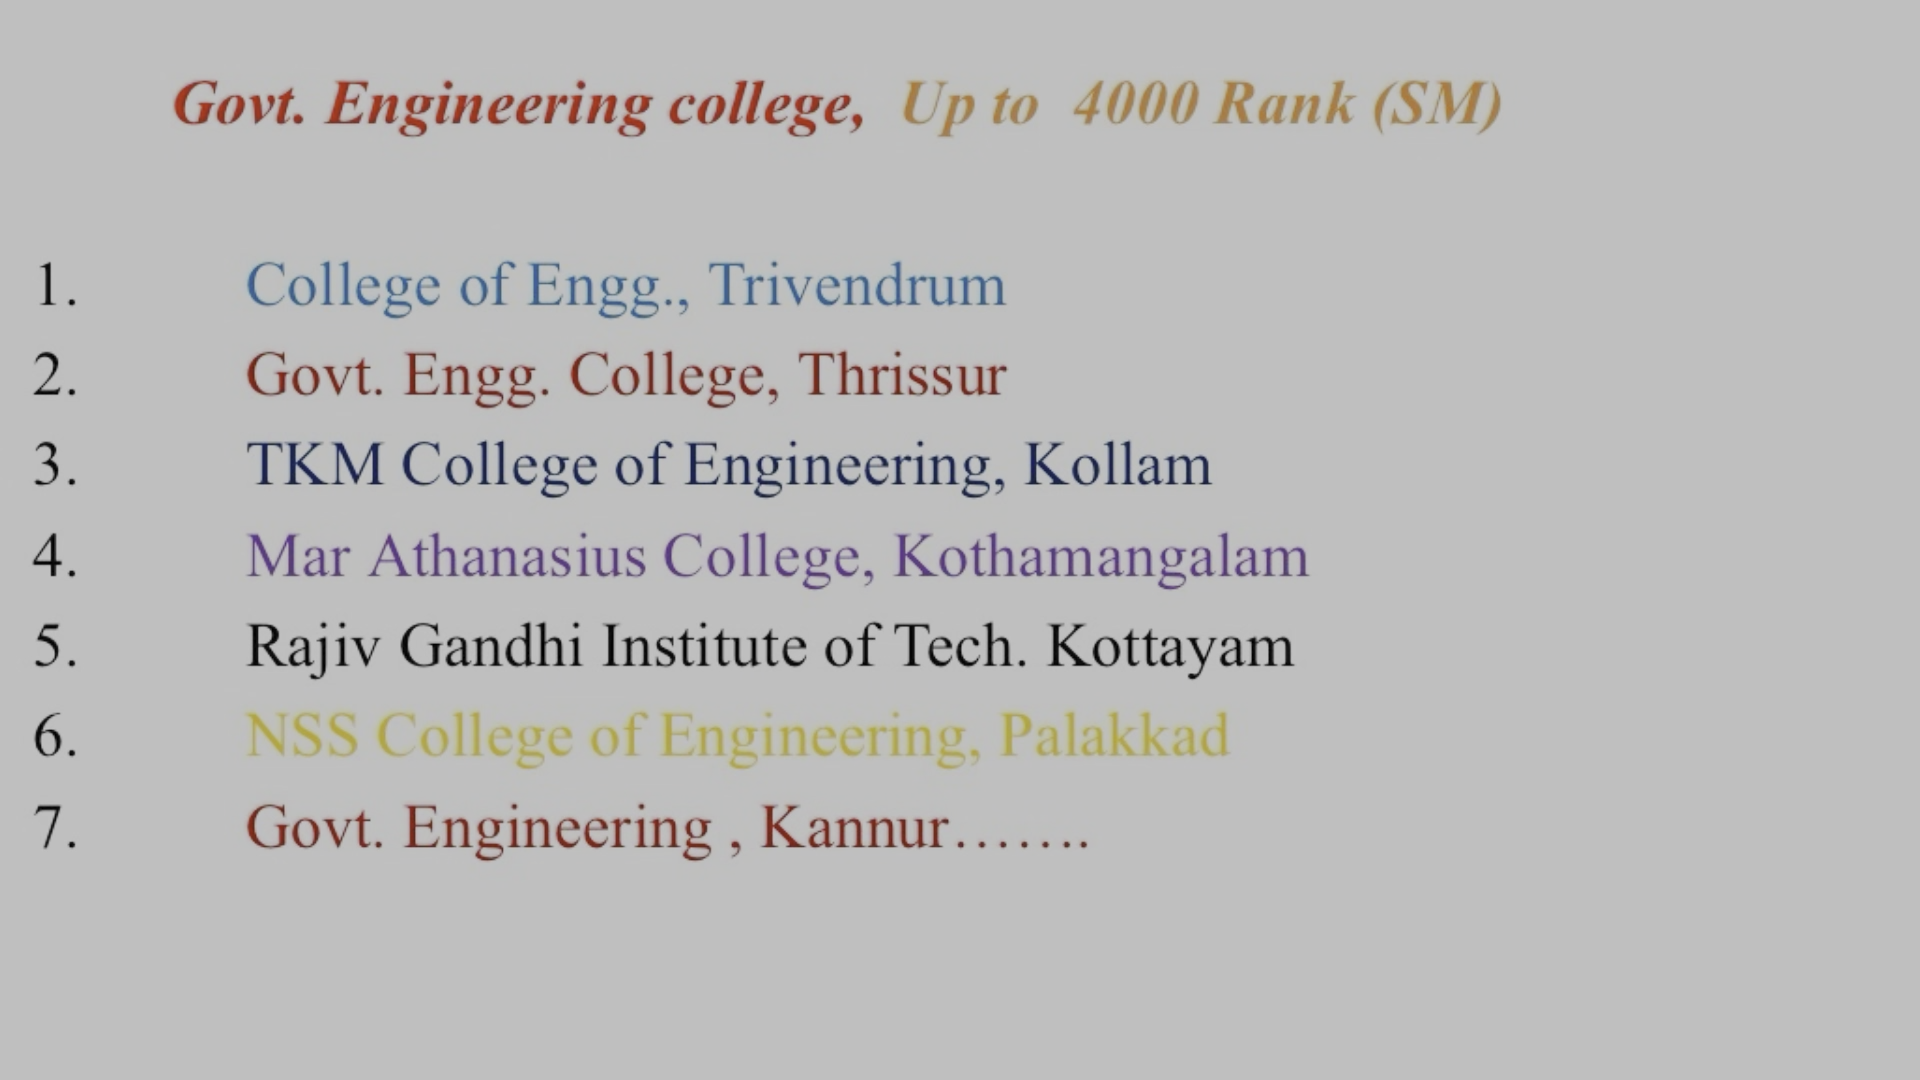 Govt. Engineering college, Up to 4000 Rank (SM)
1. College of Engg., Trivendrum
2. Govt. Engg. College, Thrissur
3. TKM College of Engineering, Kollam
4. Mar Athanasius College, Kothamangalam
5. Rajiv Gandhi Institute of Tech. Kottayam
6. NSS College of Engineering, Palakkad
7. Govt. Engineering , Kannur.......